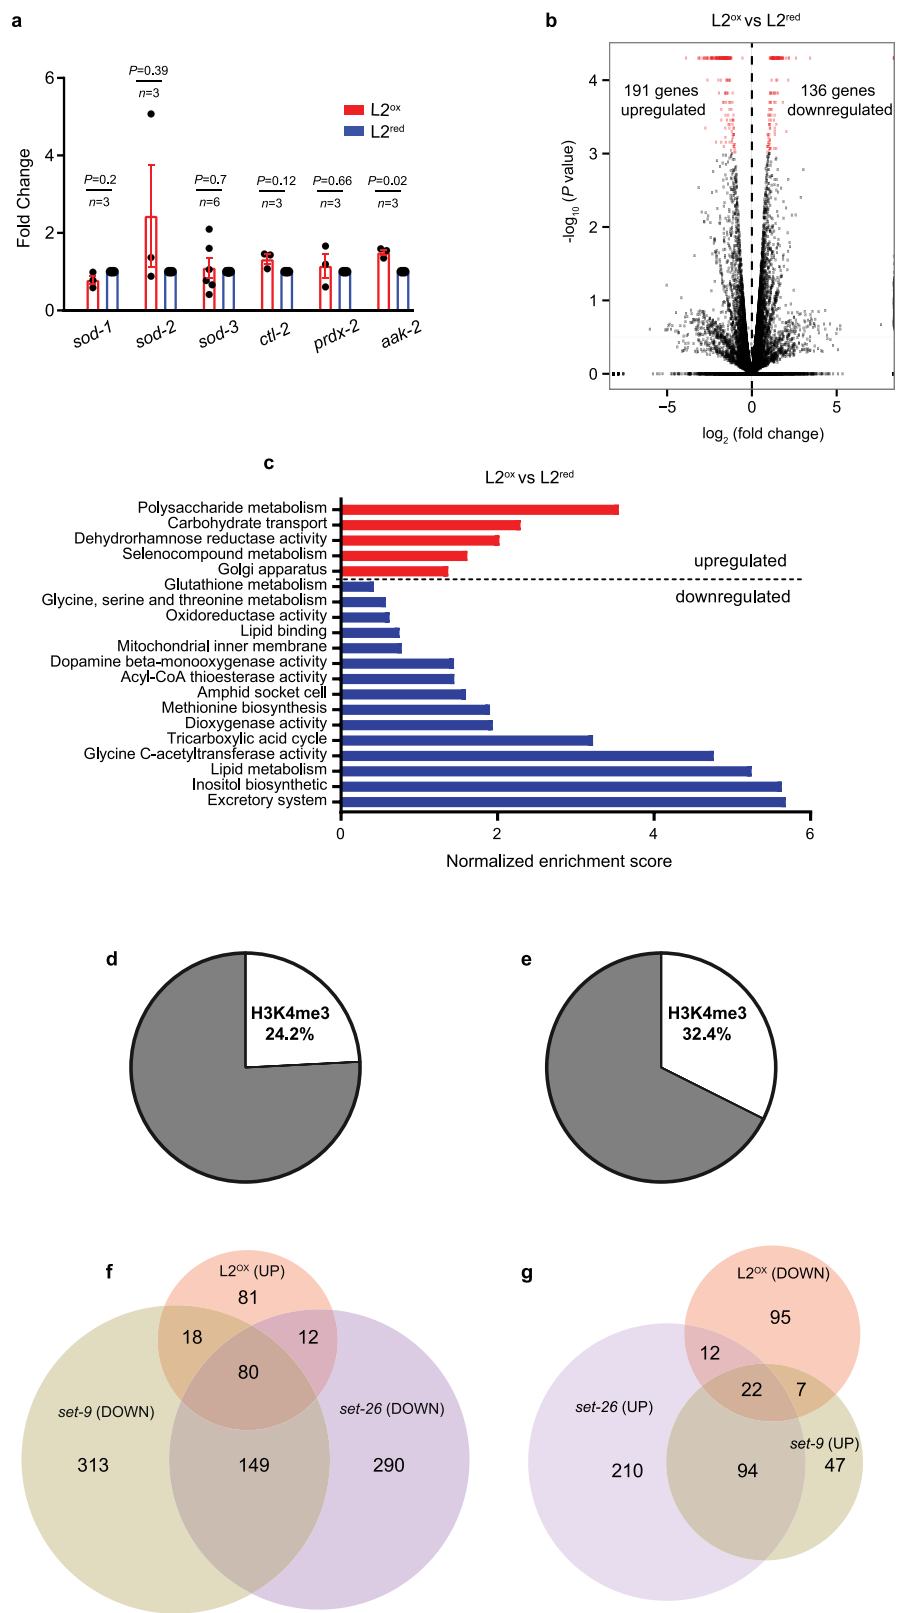 a
P=0.39
n=3
6
4
2
0
Fold Change
L2ox
L2red
P=0.2
n=3
P=0.7
n=6
P=0.12
n=3
P=0.66
n=3
P=0.02
n=3
sod-1
sod-2
sod-3
ctl-2
prdx-2
aak-2
b
L2ox vs L2red
191 genes
upregulated
136 genes
downregulated
4
3
2
1
0
-log10 (P value)
−5
0
5
log2 (fold change)
c
L2ox vs L2red
Polysaccharide metabolism
Carbohydrate transport
Dehydrorhamnose reductase activity
Selenocompound metabolism
Golgi apparatus
Glutathione metabolism
Glycine, serine and threonine metabolism
Oxidoreductase activity
Lipid binding
Mitochondrial inner membrane
Dopamine beta-monooxygenase activity
Acyl-CoA thioesterase activity
Amphid socket cell
Methionine biosynthesis
Dioxygenase activity
Tricarboxylic acid cycle
Glycine C-acetyltransferase activity
Lipid metabolism
Inositol biosynthetic
Excretory system
upregulated
downregulated
0
2
4
6
Normalized enrichment score
d
H3K4me3
24.2%
e
H3K4me3
32.4%
f
L2OX (UP)
81
18
12
80
set-9 (DOWN)
set-26 (DOWN)
313
149
290
g
L2OX (DOWN)
95
12
22
7
set-26 (UP)
set-9 (UP)
210
94
47